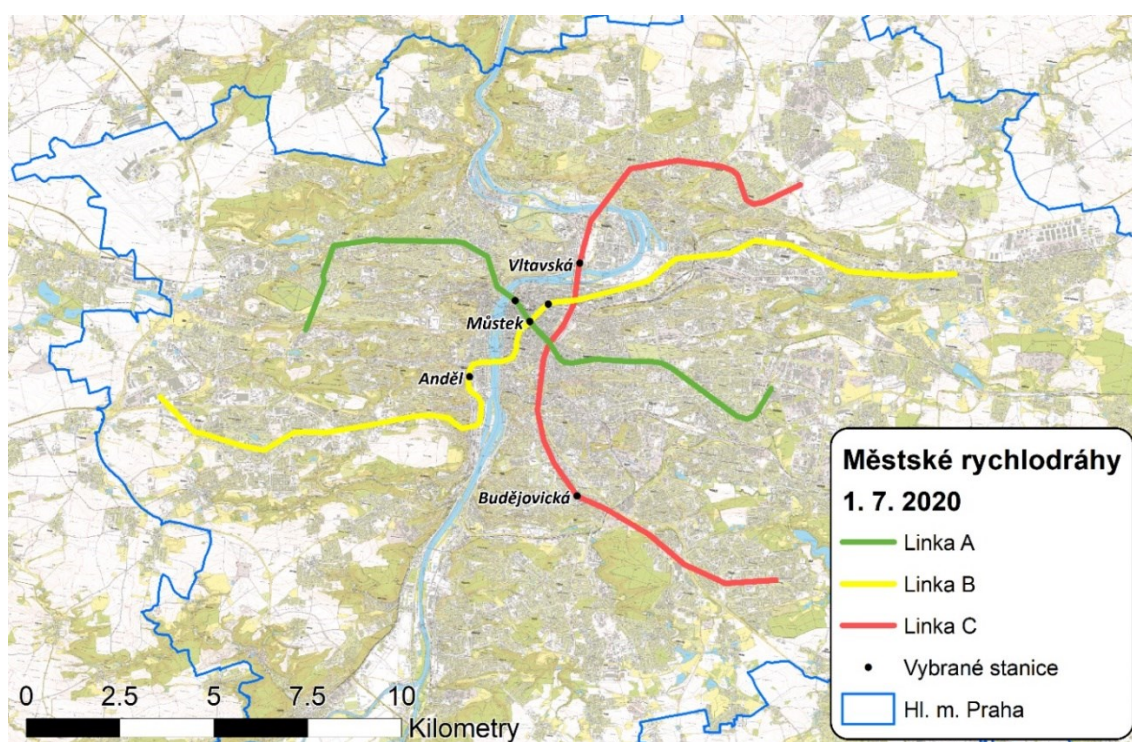 Vltavská
Můstek
Anděl
Budějovická
Městské rychlodráhy
1. 7. 2020
Linka A
Linka B
Linka C
Vybrané stanice
Hl. m. Praha
0 2.5 5 7.5 10
Kilometry